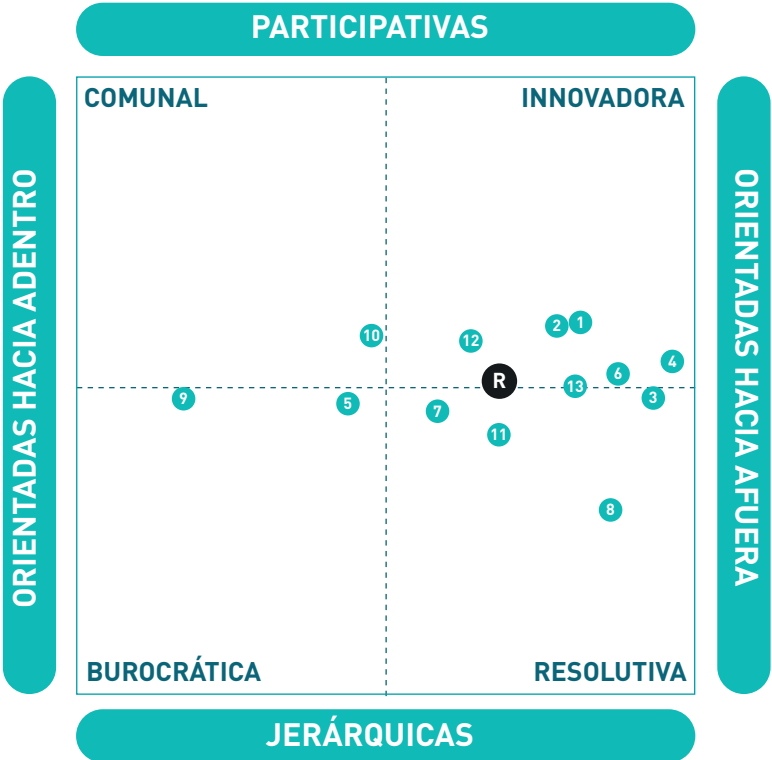 PARTICIPATIVAS
COMUNAL
INNOVADORA
ORIENTADAS HACIA ADENTRO
ORIENTADAS HACIA AFUERA
1
2
10
12
4
6
R
13
9
3
5
7
11
8
BUROCRÁTICA
RESOLUTIVA
JERÁRQUICAS